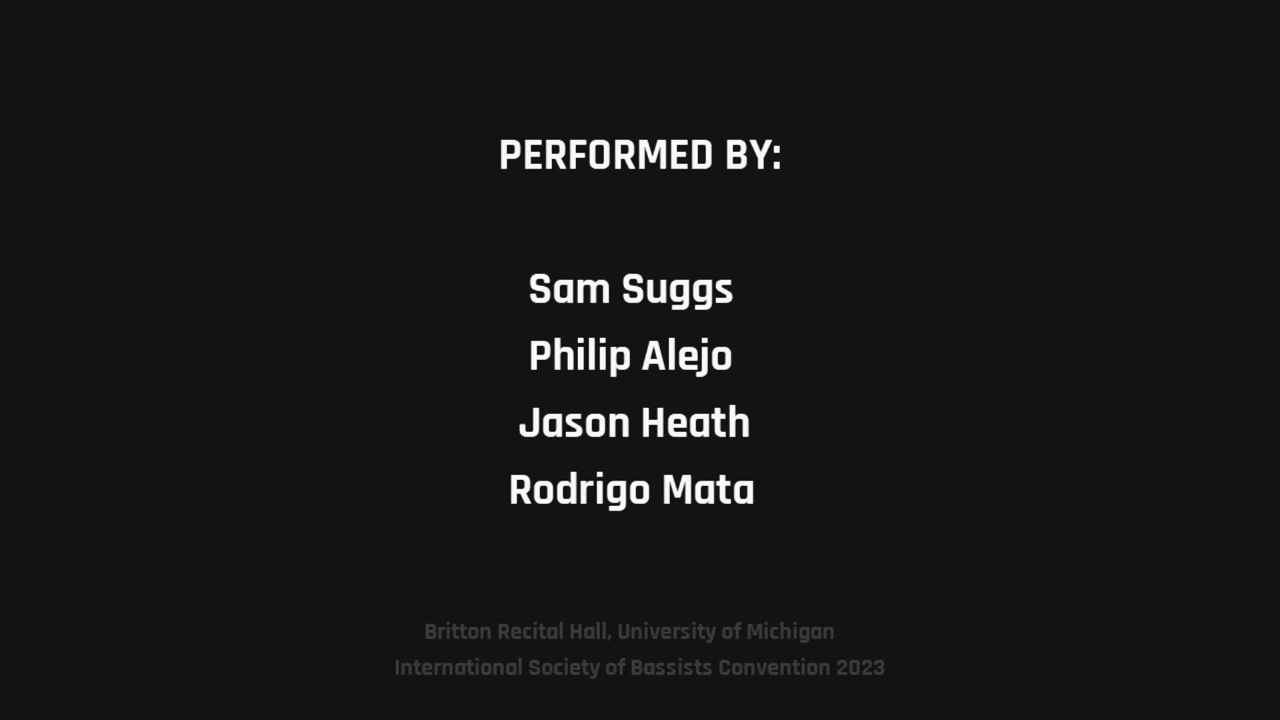 PERFORMED BY:
Sam Suggs
Philip Alejo
Jason Heath
Rodrigo Mata
Britton Recital Hall, University of Michigan
International Society of Bassists Convention 2023